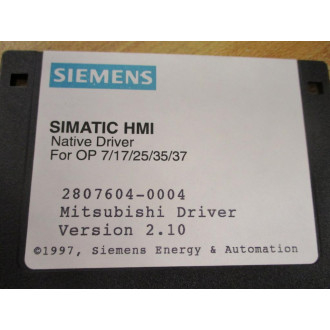 SIEMENS
SIMATIC HMI
Native Driver
For OP 7/17/25/35/37
2807604-0004
Mitsubishi Driver
Version 2.10
©1997, Siemens Energy & Automation